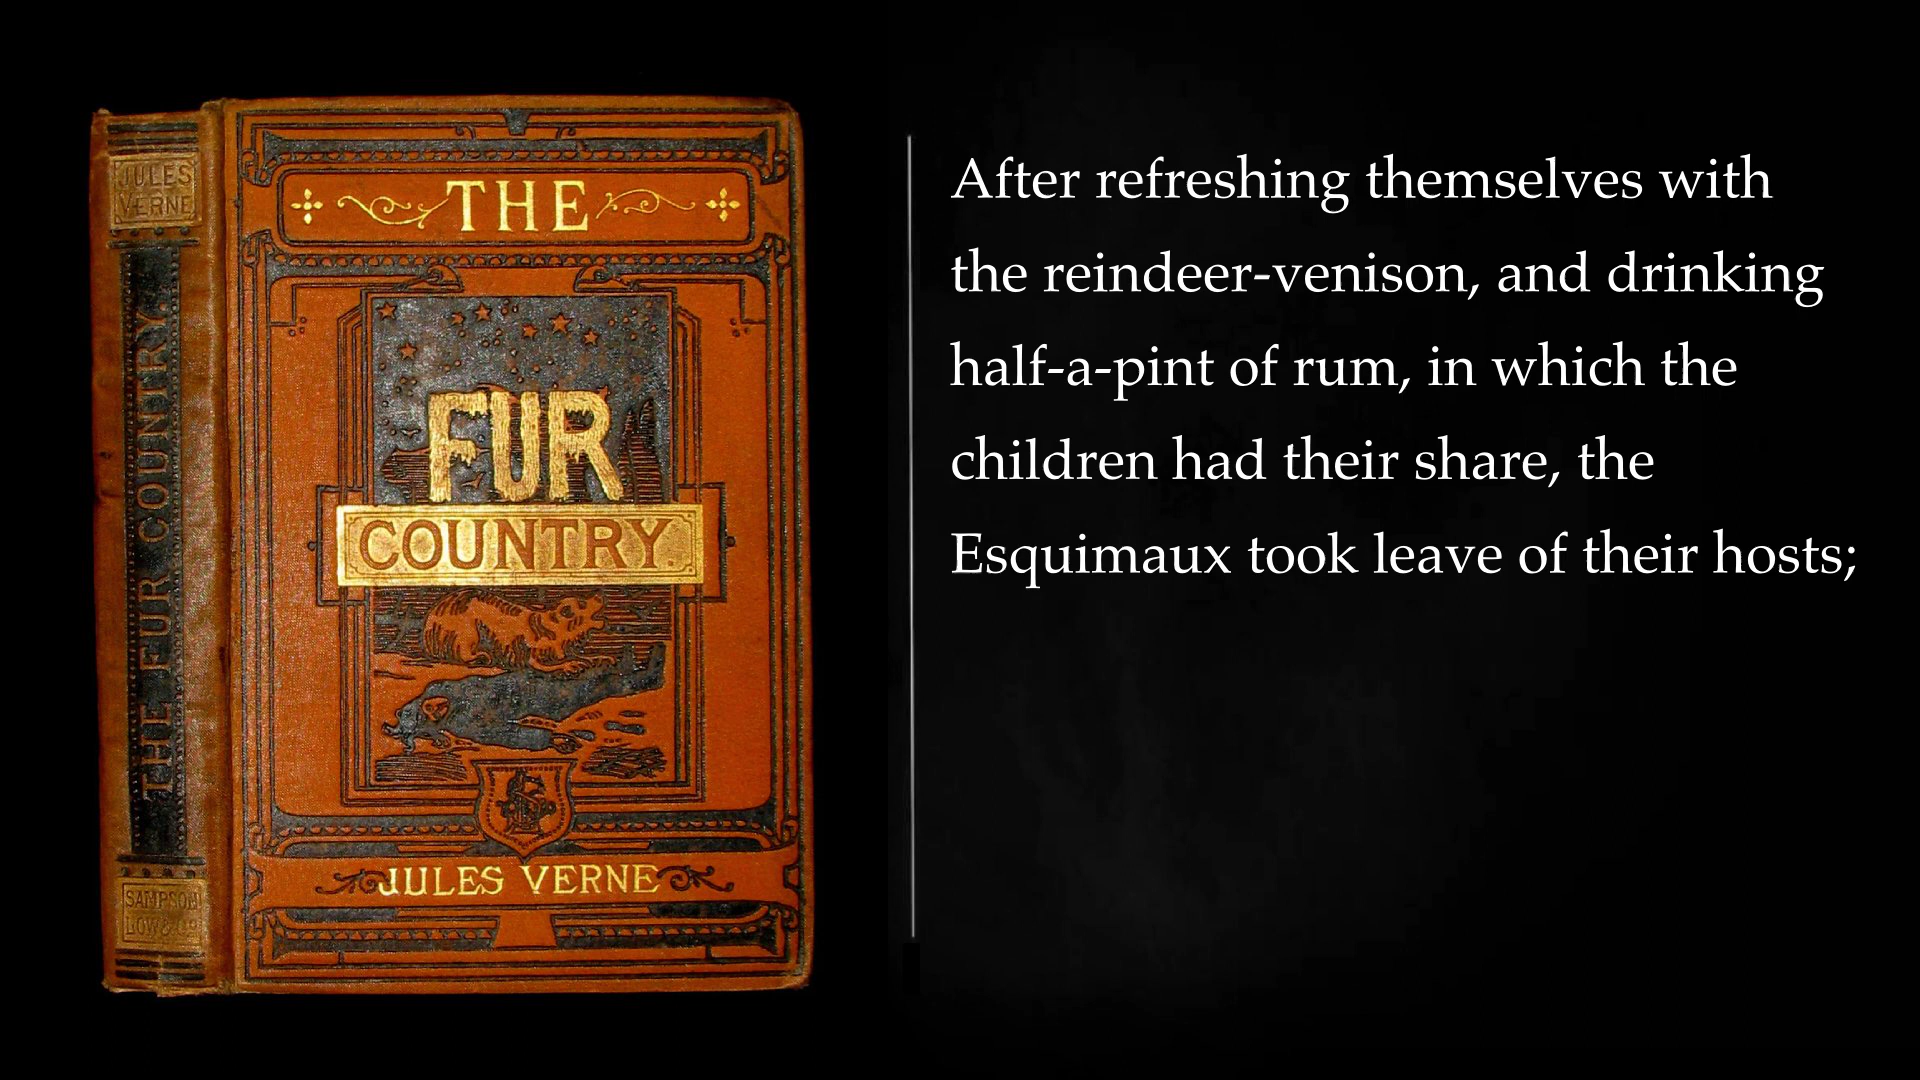 JULES
VERNE
THE FUR COUNTRY.
SAMPSON
LOW & Co
THE
FUR
COUNTRY.
JULES VERNE
After refreshing themselves with
the reindeer-venison, and drinking
half-a-pint of rum, in which the
children had their share, the
Esquimaux took leave of their hosts;